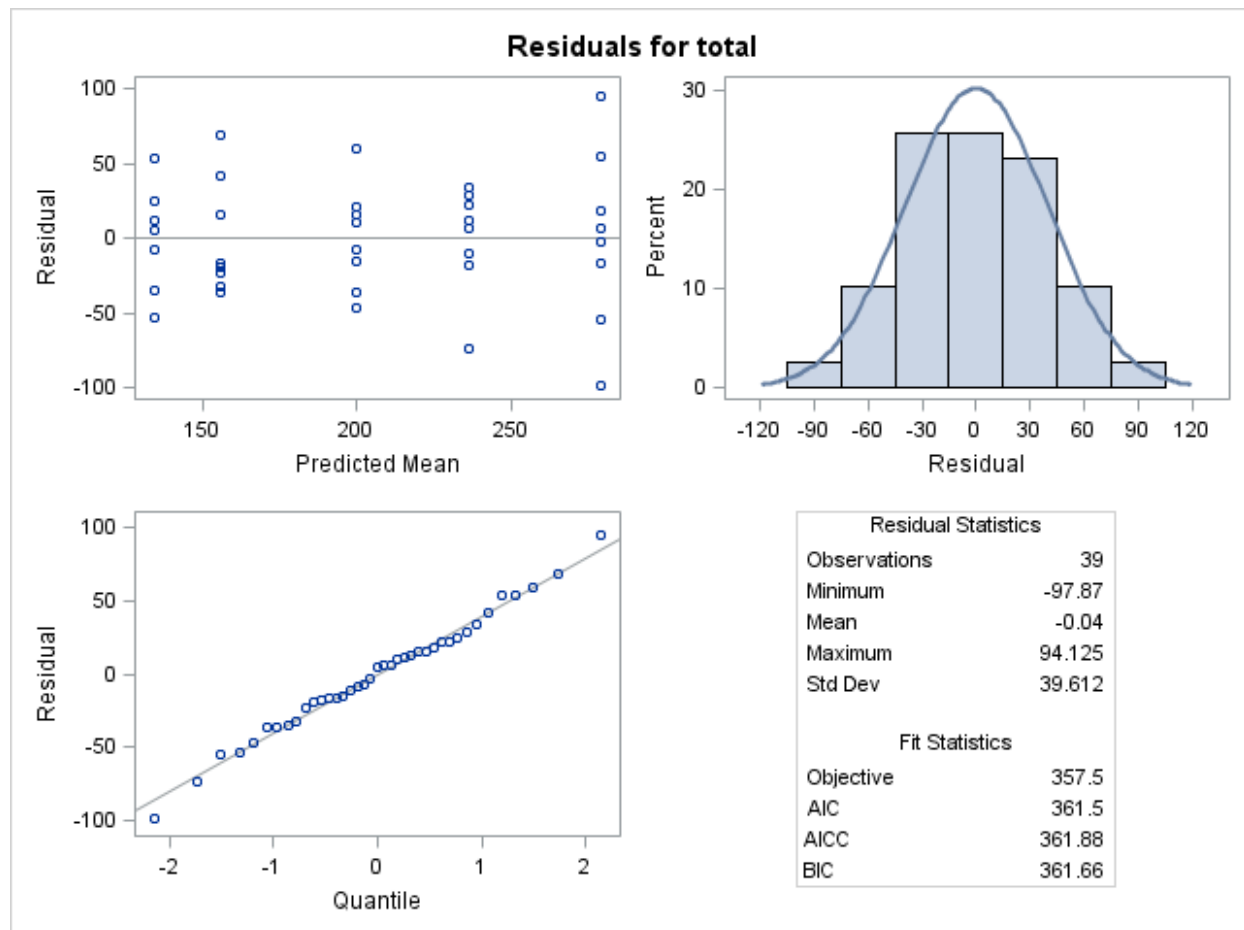 Residuals for total
100
50
0
-50
-100
Residual
150 200 250
Predicted Mean
30
20
10
0
Percent
-120 -90 -60 -30 0 30 60 90 120
Residual
100
50
0
-50
-100
Residual
-2 -1 0 1 2
Quantile
Residual Statistics
Observations 39
Minimum -97.87
Mean -0.04
Maximum 94.125
Std Dev 39.612
Fit Statistics
Objective 357.5
AIC 361.5
AICC 361.88
BIC 361.66